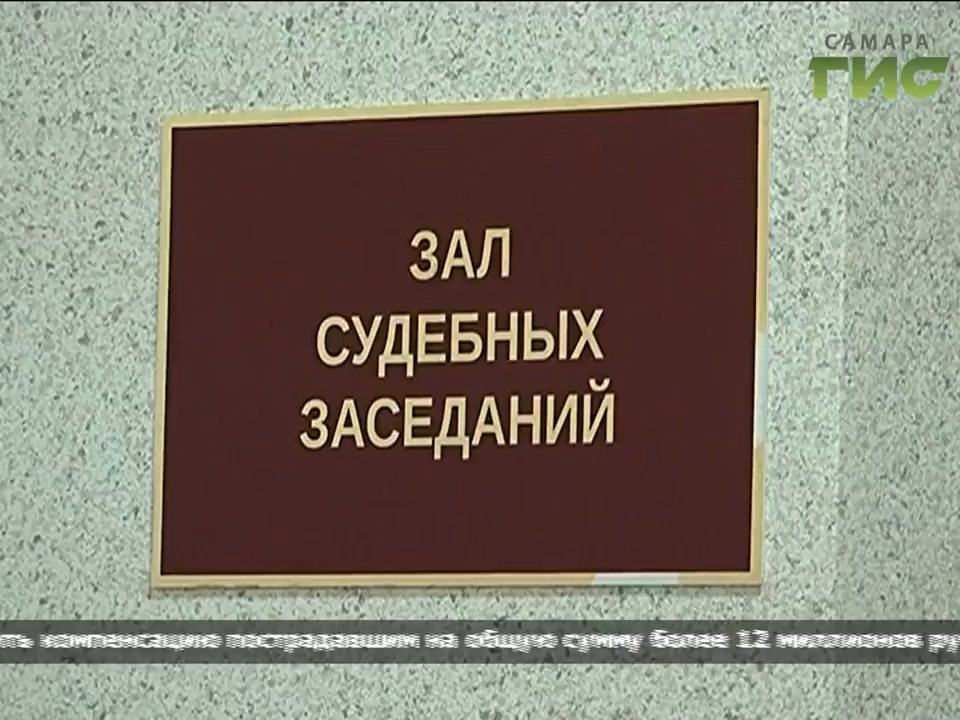 САМАРА
ГИС
ЗАЛ
СУДЕБНЫХ
ЗАСЕДАНИЙ
компенсацию пострадавшим на общую сумму более 12 миллионов